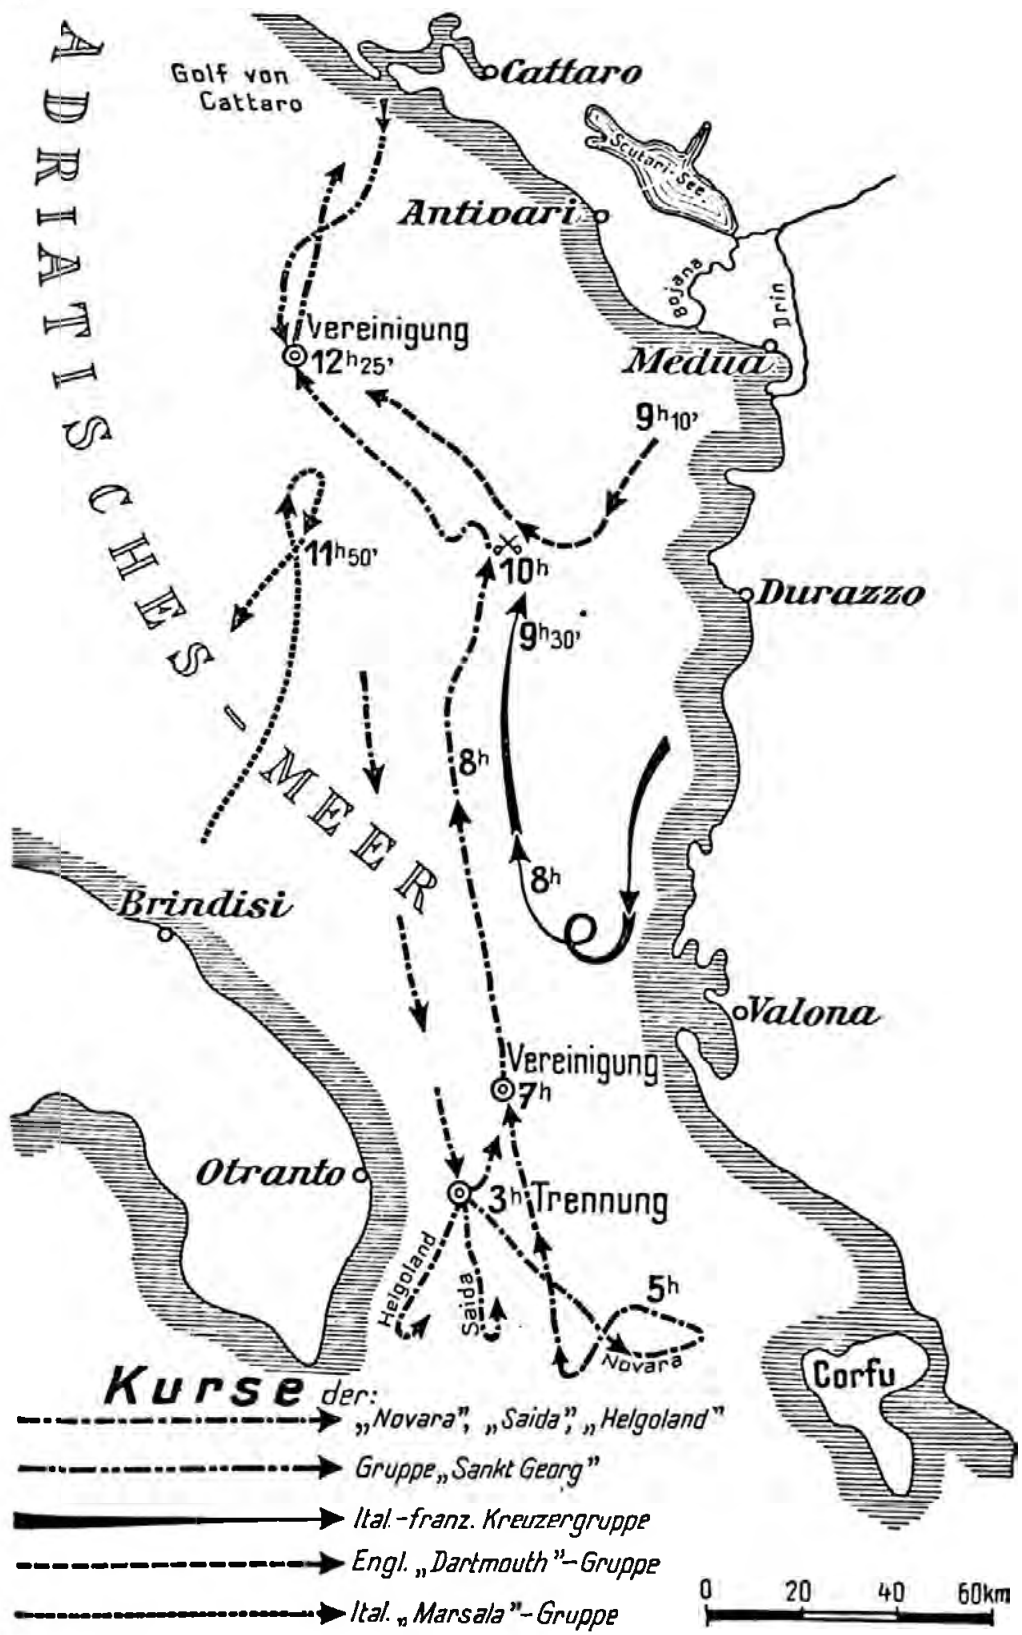 ADRIATISCHES – MEER
Golf von
Cattaro
Cattaro
Scutari-See
Antivari
Bojana
Drin
Vereinigung
12h25'
Medua
9h10'
11h50'
10h
Durazzo
9h30'
8h
8h
Brindisi
Valona
Vereinigung
7h
Otranto
3h Trennung
Helgoland
Saida
5h
Novara
Corfu
Kurse der:
„Novara”, „Saida”, „Helgoland”
Gruppe „Sankt Georg”
Ital.-franz. Kreuzergruppe
Engl. „Dartmouth”-Gruppe
Ital. „Marsala”-Gruppe
0 20 40 60km